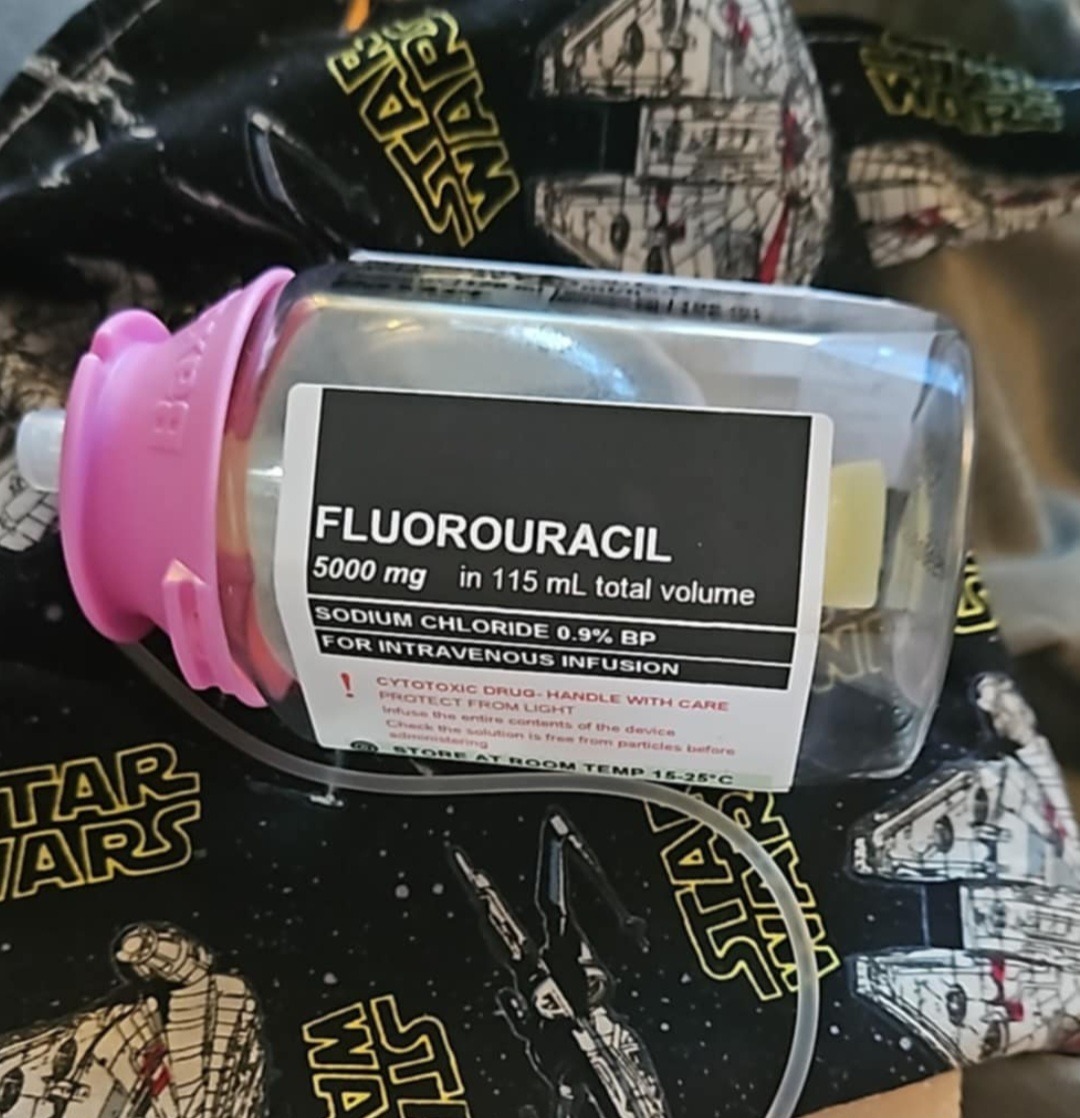 STAR
WARS
STAR
WARS
FLUOROURACIL
5000 mg in 115 mL total volume
SODIUM CHLORIDE 0.9% BP
FOR INTRAVENOUS INFUSION
! CYTOTOXIC DRUG- HANDLE WITH CARE
PROTECT FROM LIGHT
Infuse the entire contents of the device
Check the solution is free from particles before
administering
STORE AT ROOM TEMP 15-25°C
STAR
WARS
STAR
WARS